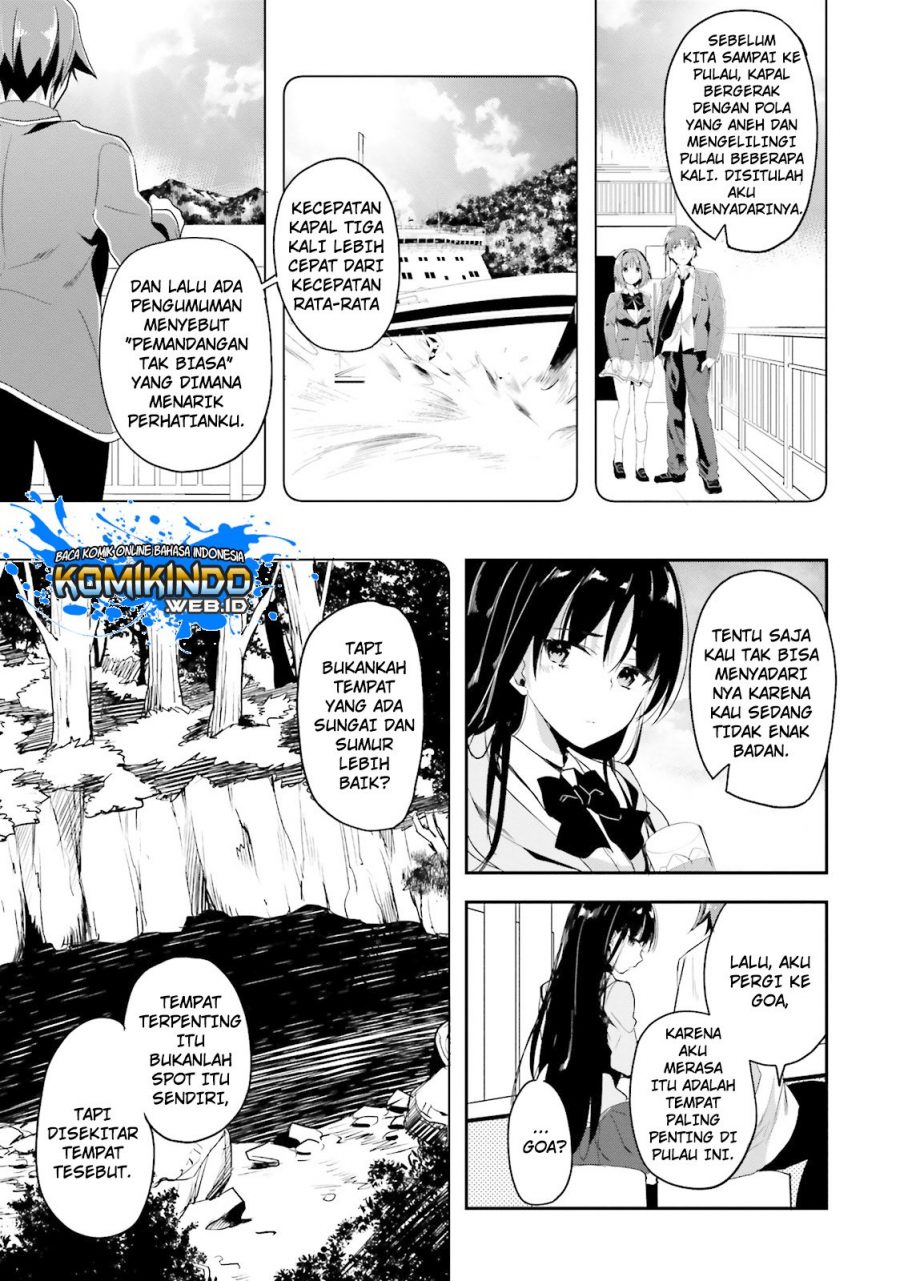 SEBELUM
KITA SAMPAI KE
PULAU, KAPAL
BERGERAK
DENGAN POLA
YANG ANEH DAN
MENGELILINGI
PULAU BEBERAPA
KALI. DISITULAH
AKU
MENYADARINYA.
KECEPATAN
KAPAL TIGA
KALI LEBIH
CEPAT DARI
KECEPATAN
RATA-RATA
DAN LALU ADA
PENGUMUMAN
MENYEBUT
"PEMANDANGAN
TAK BIASA"
YANG DIMANA
MENARIK
PERHATIANKU.
BACA KOMIK ONLINE BAHASA INDONESIA
KOMIKINDO
WEB.ID
TENTU SAJA
KAU TAK BISA
MENYADARI
NYA KARENA
KAU SEDANG
TIDAK ENAK
BADAN.
LALU, AKU
PERGI KE
GOA,
KARENA
AKU
MERASA
ITU ADALAH
TEMPAT
PALING
PENTING DI
PULAU INI.
...
GOA?
TAPI
BUKANKAH
TEMPAT
YANG ADA
SUNGAI DAN
SUMUR
LEBIH
BAIK?
TEMPAT
TERPENTING
ITU
BUKANLAH
SPOT ITU
SENDIRI,
TAPI
DISEKITAR
TEMPAT
TESEBUT.